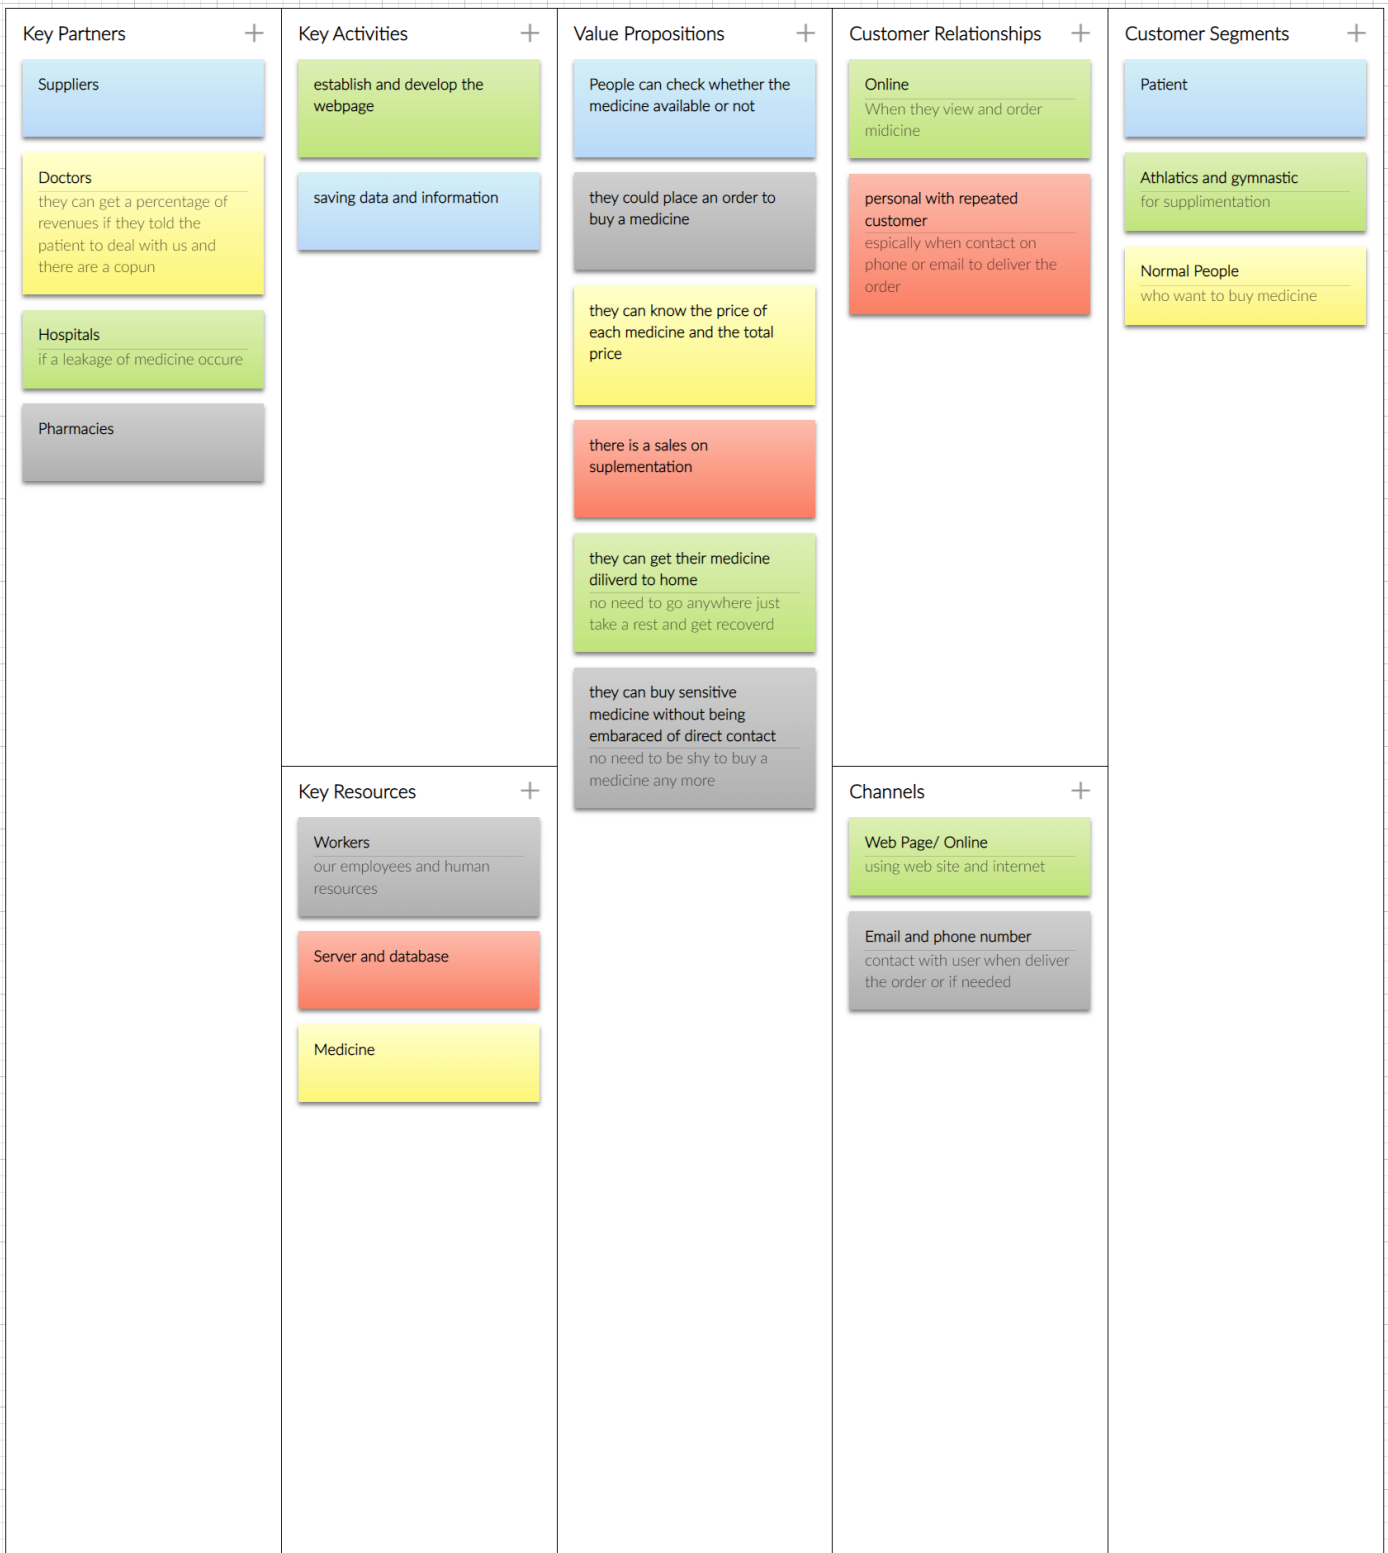 Key Partners
Suppliers
Doctors
they can get a percentage of
revenues if they told the
patient to deal with us and
there are a copun
Hospitals
if a leakage of medicine occure
Pharmacies
Key Activities
establish and develop the
webpage
saving data and information
Key Resources
Workers
our employees and human
resources
Server and database
Medicine
Value Propositions
People can check whether the
medicine available or not
they could place an order to
buy a medicine
they can know the price of
each medicine and the total
price
there is a sales on
suplementation
they can get their medicine
diliverd to home
no need to go anywhere just
take a rest and get recoverd
they can buy sensitive
medicine without being
embaraced of direct contact
no need to be shy to buy a
medicine any more
Customer Relationships
Online
When they view and order
midicine
personal with repeated
customer
espically when contact on
phone or email to deliver the
order
Channels
Web Page/ Online
using web site and internet
Email and phone number
contact with user when deliver
the order or if needed
Customer Segments
Patient
Athlatics and gymnastic
for supplimentation
Normal People
who want to buy medicine